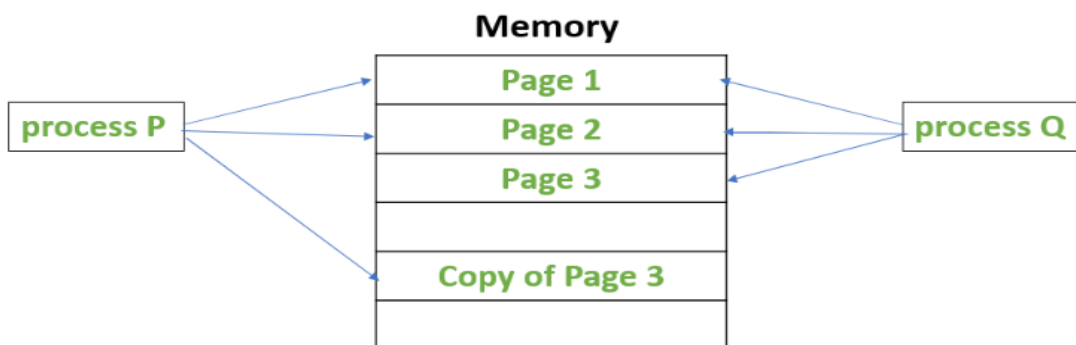 Memory
Page 1
process P
Page 2
process Q
Page 3
Copy of Page 3